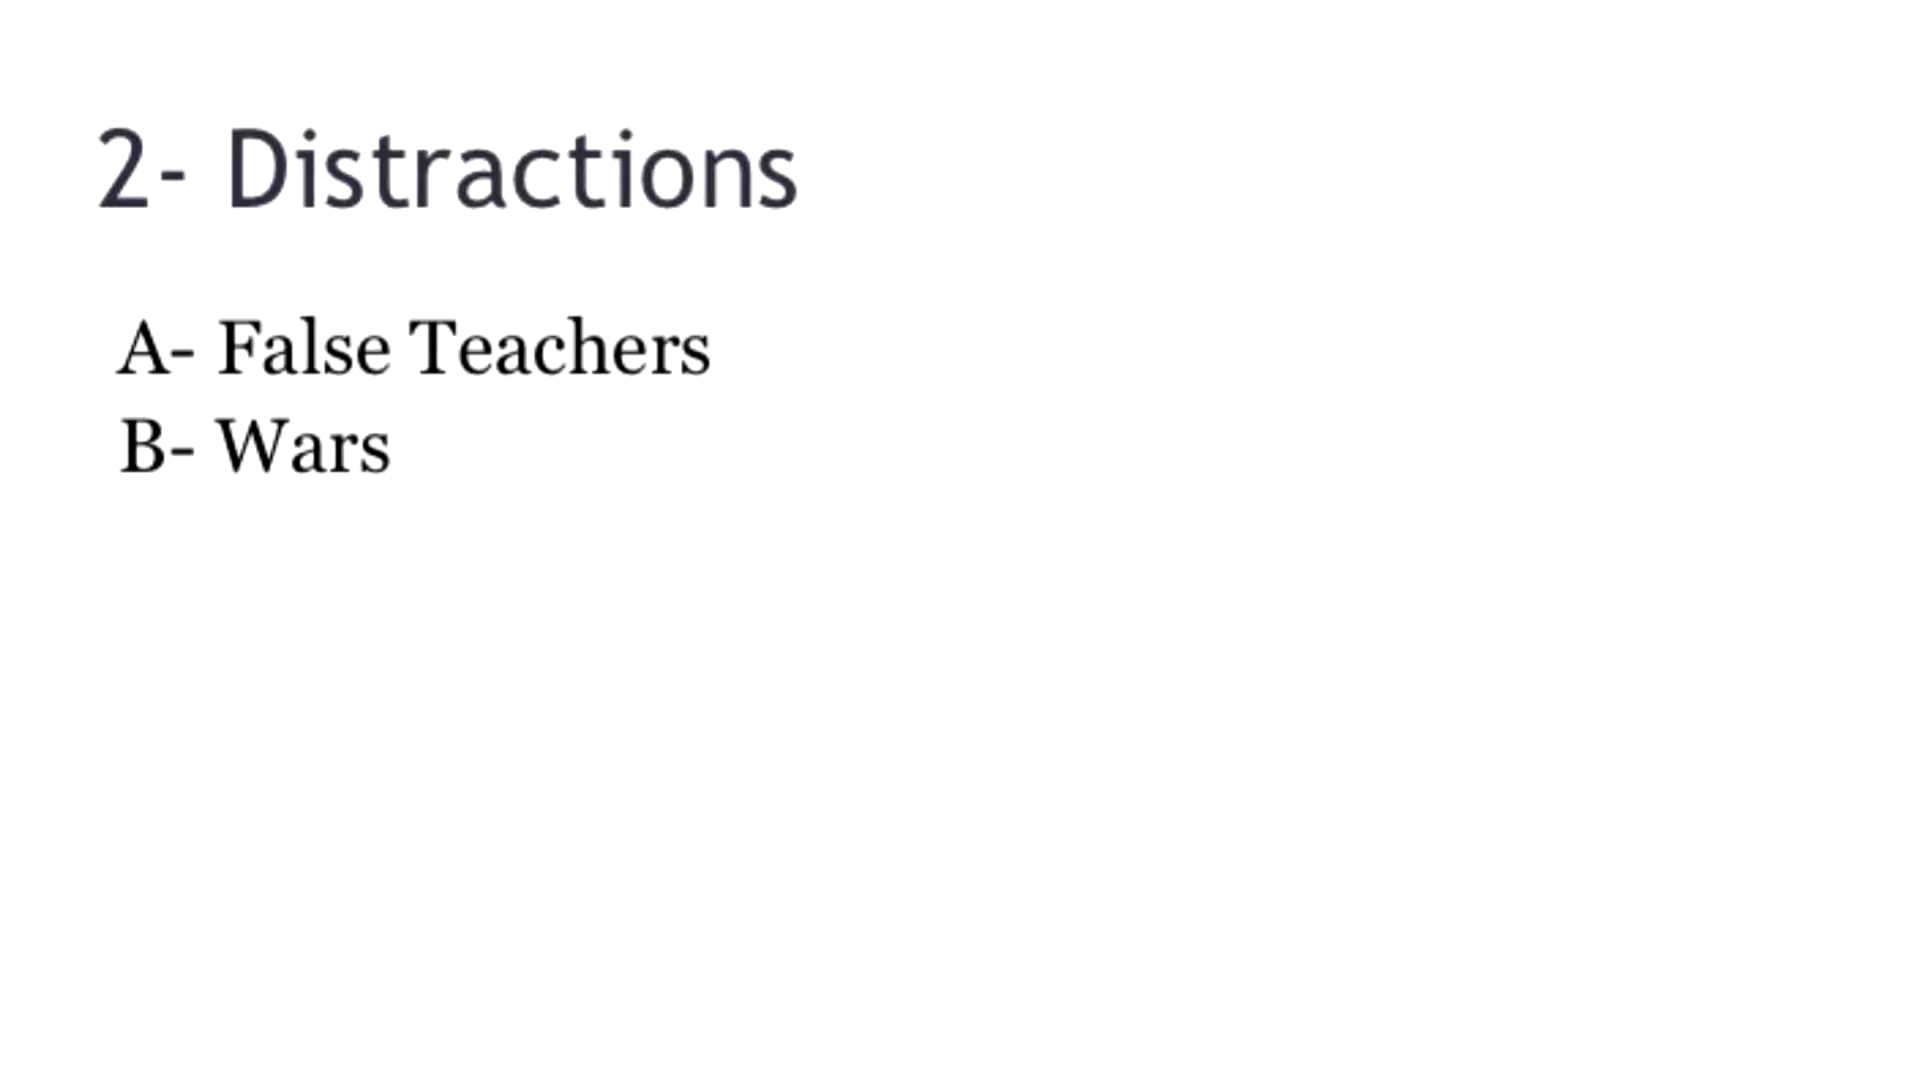 2- Distractions
A- False Teachers
B- Wars